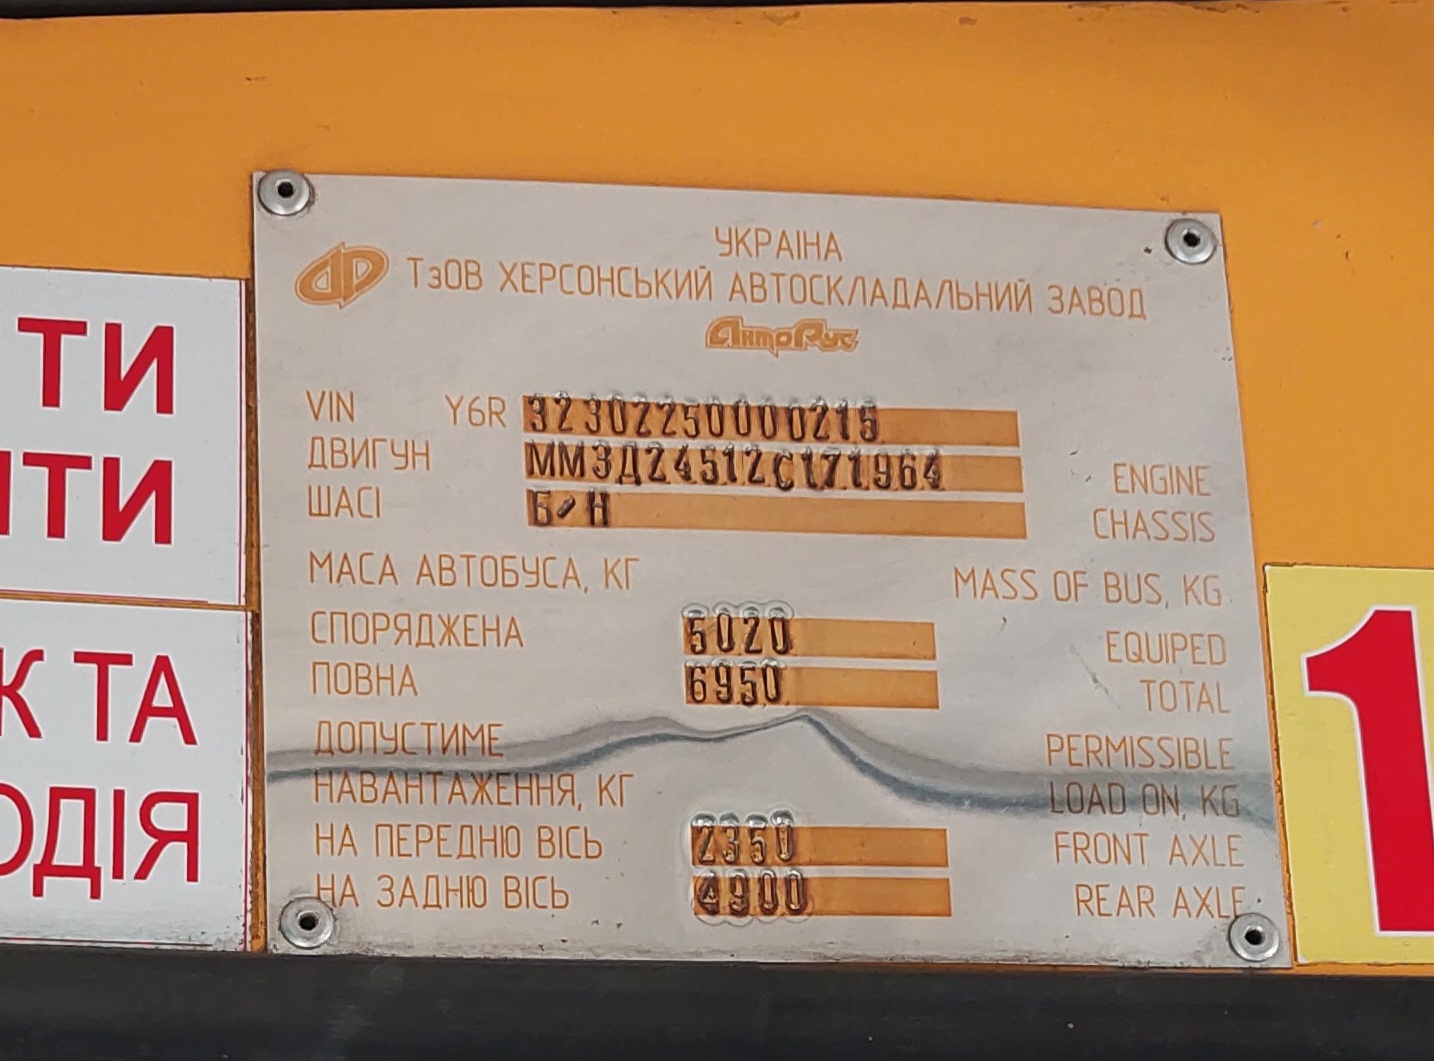 УКРАЇНА
ТзОВ ХЕРСОНСЬКИЙ АВТОСКЛАДАЛЬНИЙ ЗАВОД
АнтоРус
VIN Y6R 32302250000215
ДВИГУН ММЗД24512С171964 ENGINE
ШАСІ Б/Н CHASSIS
МАСА АВТОБУСА, КГ MASS OF BUS, KG.
СПОРЯДЖЕНА 5020 EQUIPED
ПОВНА 6950 TOTAL
ДОПУСТИМЕ PERMISSIBLE
НАВАНТАЖЕННЯ, КГ LOAD ON, KG
НА ПЕРЕДНЮ ВІСЬ 2350 FRONT AXLE
НА ЗАДНЮ ВІСЬ 4900 REAR AXLE
ТИ
ИТИ
К ТА
ОДІЯ
1